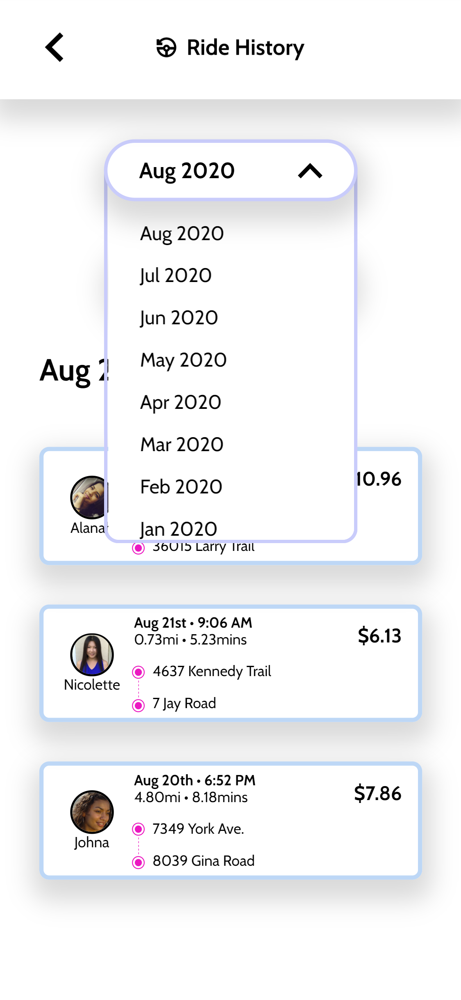 Ride History
Aug 2020
Aug 2020
Jul 2020
Jun 2020
May 2020
Apr 2020
Mar 2020
Feb 2020
Jan 2020
Aug
10.96
36015 Larry Trail
Aug 21st • 9:06 AM
0.73mi • 5.23mins
$6.13
4637 Kennedy Trail
Nicolette
7 Jay Road
Aug 20th • 6:52 PM
4.80mi • 8.18mins
$7.86
7349 York Ave.
Johna
8039 Gina Road